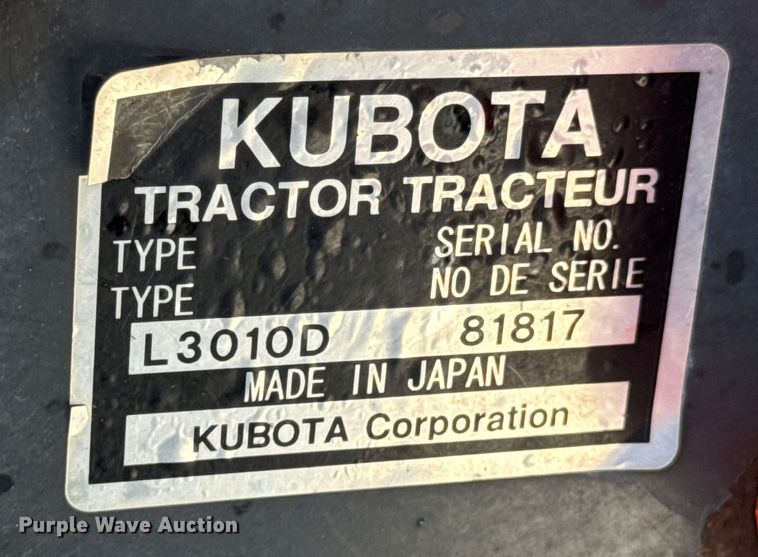 KUBOTA
TRACTOR TRACTEUR
TYPE SERIAL NO.
TYPE NO DE SERIE
L3010D 81817
MADE IN JAPAN
KUBOTA Corporation
Purple Wave Auction